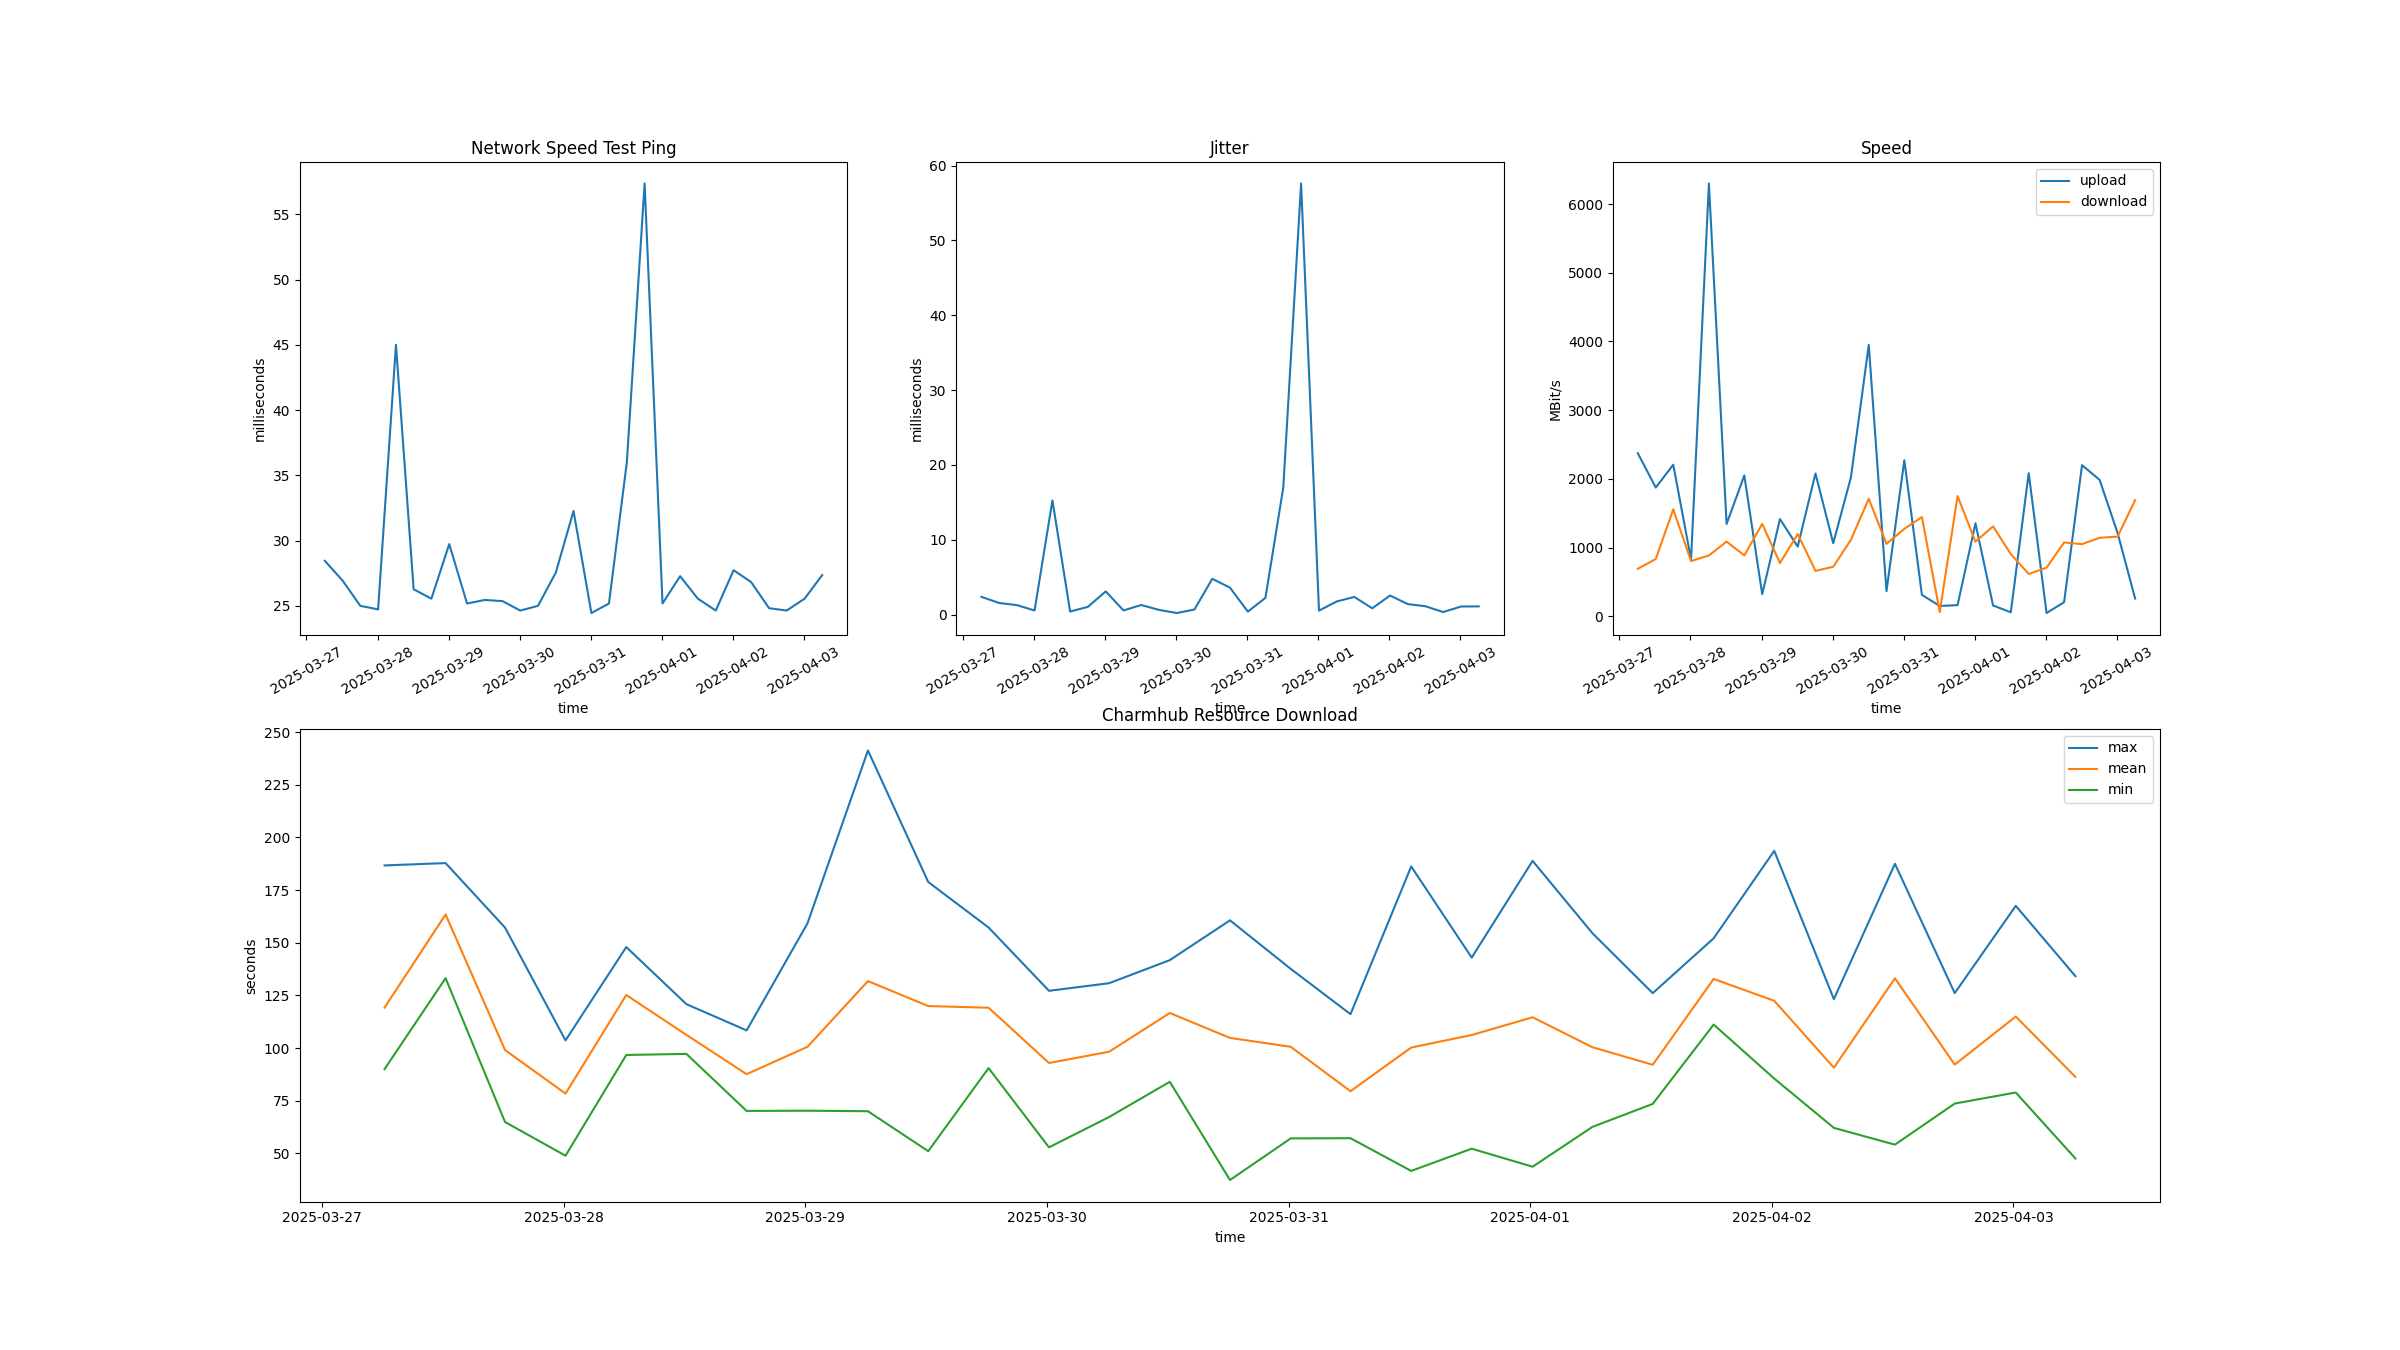 Network Speed Test Ping
milliseconds
55
50
45
40
35
30
25
2025-03-27 2025-03-28 2025-03-29 2025-03-30 2025-03-31 2025-04-01 2025-04-02 2025-04-03
time
Jitter
milliseconds
60
50
40
30
20
10
0
2025-03-27 2025-03-28 2025-03-29 2025-03-30 2025-03-31 2025-04-01 2025-04-02 2025-04-03
time
Speed
upload
download
MBit/s
6000
5000
4000
3000
2000
1000
0
2025-03-27 2025-03-28 2025-03-29 2025-03-30 2025-03-31 2025-04-01 2025-04-02 2025-04-03
time
Charmhub Resource Download
max
mean
min
seconds
250
225
200
175
150
125
100
75
50
2025-03-27 2025-03-28 2025-03-29 2025-03-30 2025-03-31 2025-04-01 2025-04-02 2025-04-03
time